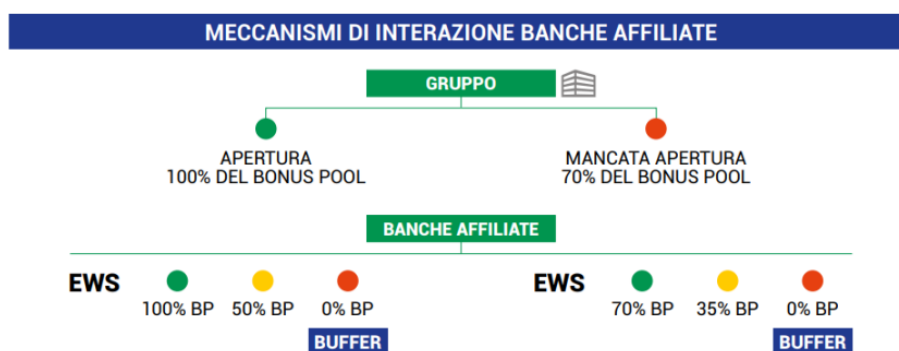 MECCANISMI DI INTERAZIONE BANCHE AFFILIATE
GRUPPO
APERTURA
100% DEL BONUS POOL
MANCATA APERTURA
70% DEL BONUS POOL
BANCHE AFFILIATE
EWS
100% BP
50% BP
0% BP
BUFFER
EWS
70% BP
35% BP
0% BP
BUFFER